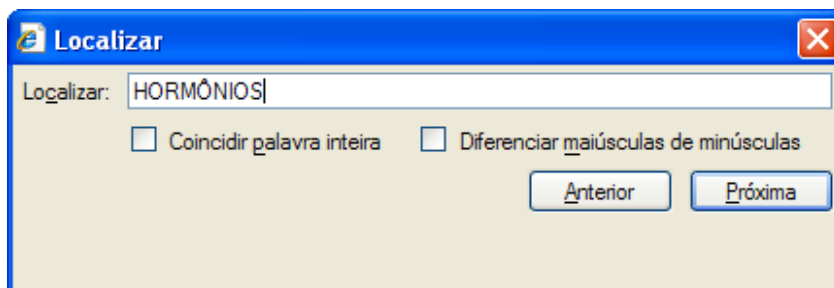 Localizar
Localizar: HORMÔNIOS
Coincidir palavra inteira Diferenciar maiúsculas de minúsculas
Anterior Próxima